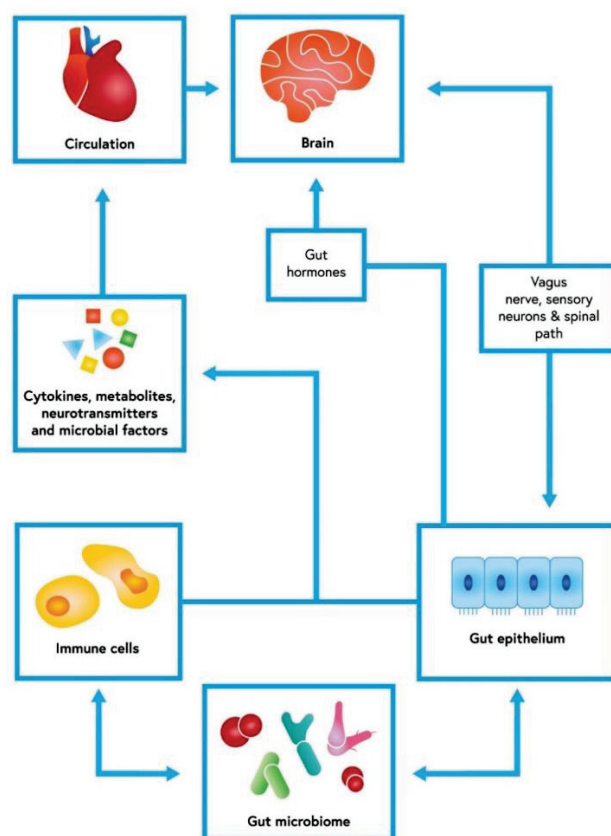 Circulation
Brain
Gut
hormones
Vagus
nerve, sensory
neurons & spinal
path
Cytokines, metabolites,
neurotransmitters
and microbial factors
Immune cells
Gut epithelium
Gut microbiome